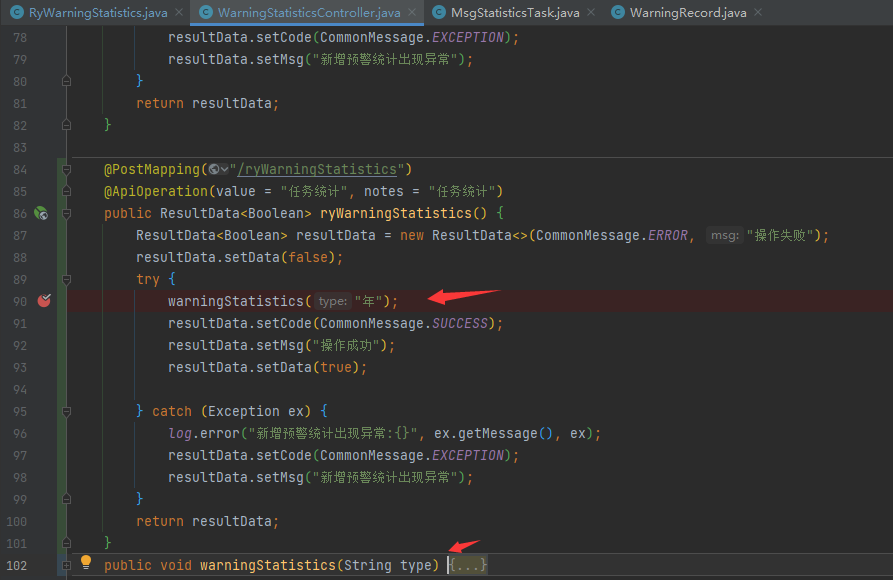 RyWarningStatistics.java WarningStatisticsController.java MsgStatisticsTask.java WarningRecord.java
78 resultData.setCode(CommonMessage.EXCEPTION);
79 resultData.setMsg("新增预警统计出现异常");
80 }
81 return resultData;
82 }
83
84 @PostMapping("/ryWarningStatistics")
85 @ApiOperation(value = "任务统计", notes = "任务统计")
86 public ResultData<Boolean> ryWarningStatistics() {
87 ResultData<Boolean> resultData = new ResultData<>(CommonMessage.ERROR, msg: "操作失败");
88 resultData.setData(false);
89 try {
90 warningStatistics( type: "年");
91 resultData.setCode(CommonMessage.SUCCESS);
92 resultData.setMsg("操作成功");
93 resultData.setData(true);
94
95 } catch (Exception ex) {
96 log.error("新增预警统计出现异常:{}", ex.getMessage(), ex);
97 resultData.setCode(CommonMessage.EXCEPTION);
98 resultData.setMsg("新增预警统计出现异常");
99 }
100 return resultData;
101 }
102 public void warningStatistics(String type) {...}